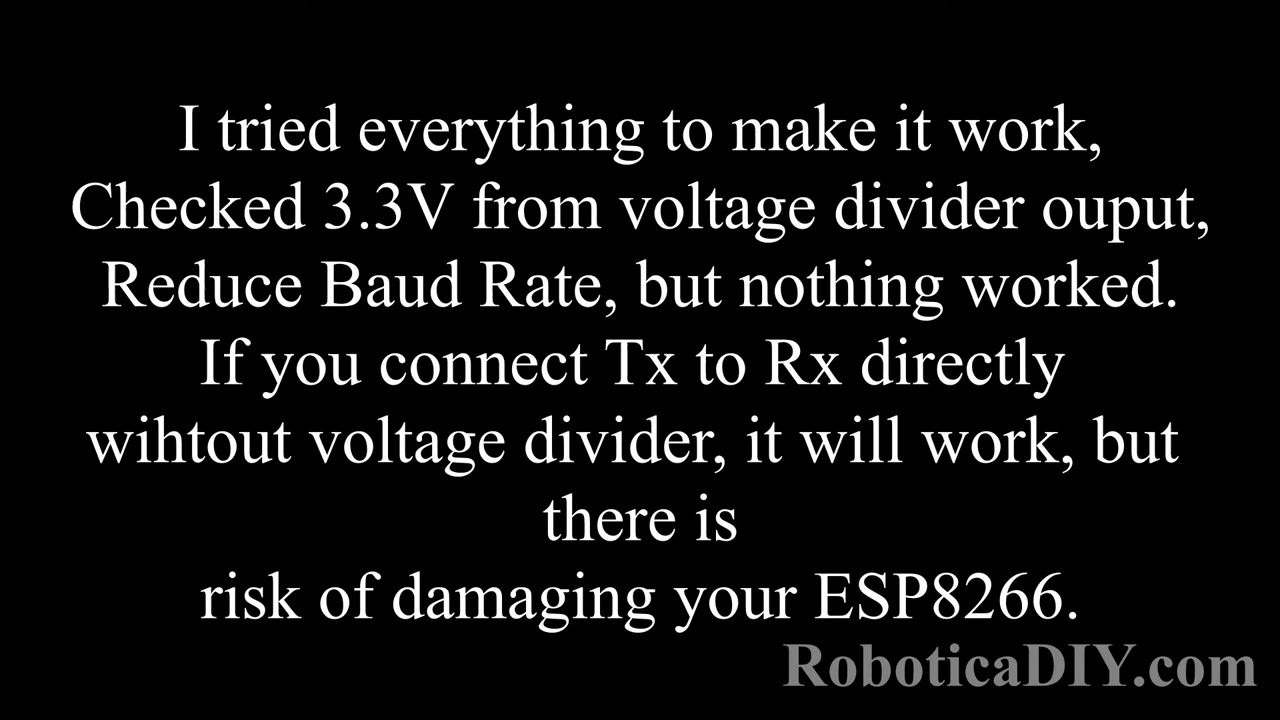 I tried everything to make it work,
Checked 3.3V from voltage divider ouput,
Reduce Baud Rate, but nothing worked.
If you connect Tx to Rx directly
wihtout voltage divider, it will work, but
there is
risk of damaging your ESP8266.
RoboticaDIY.com